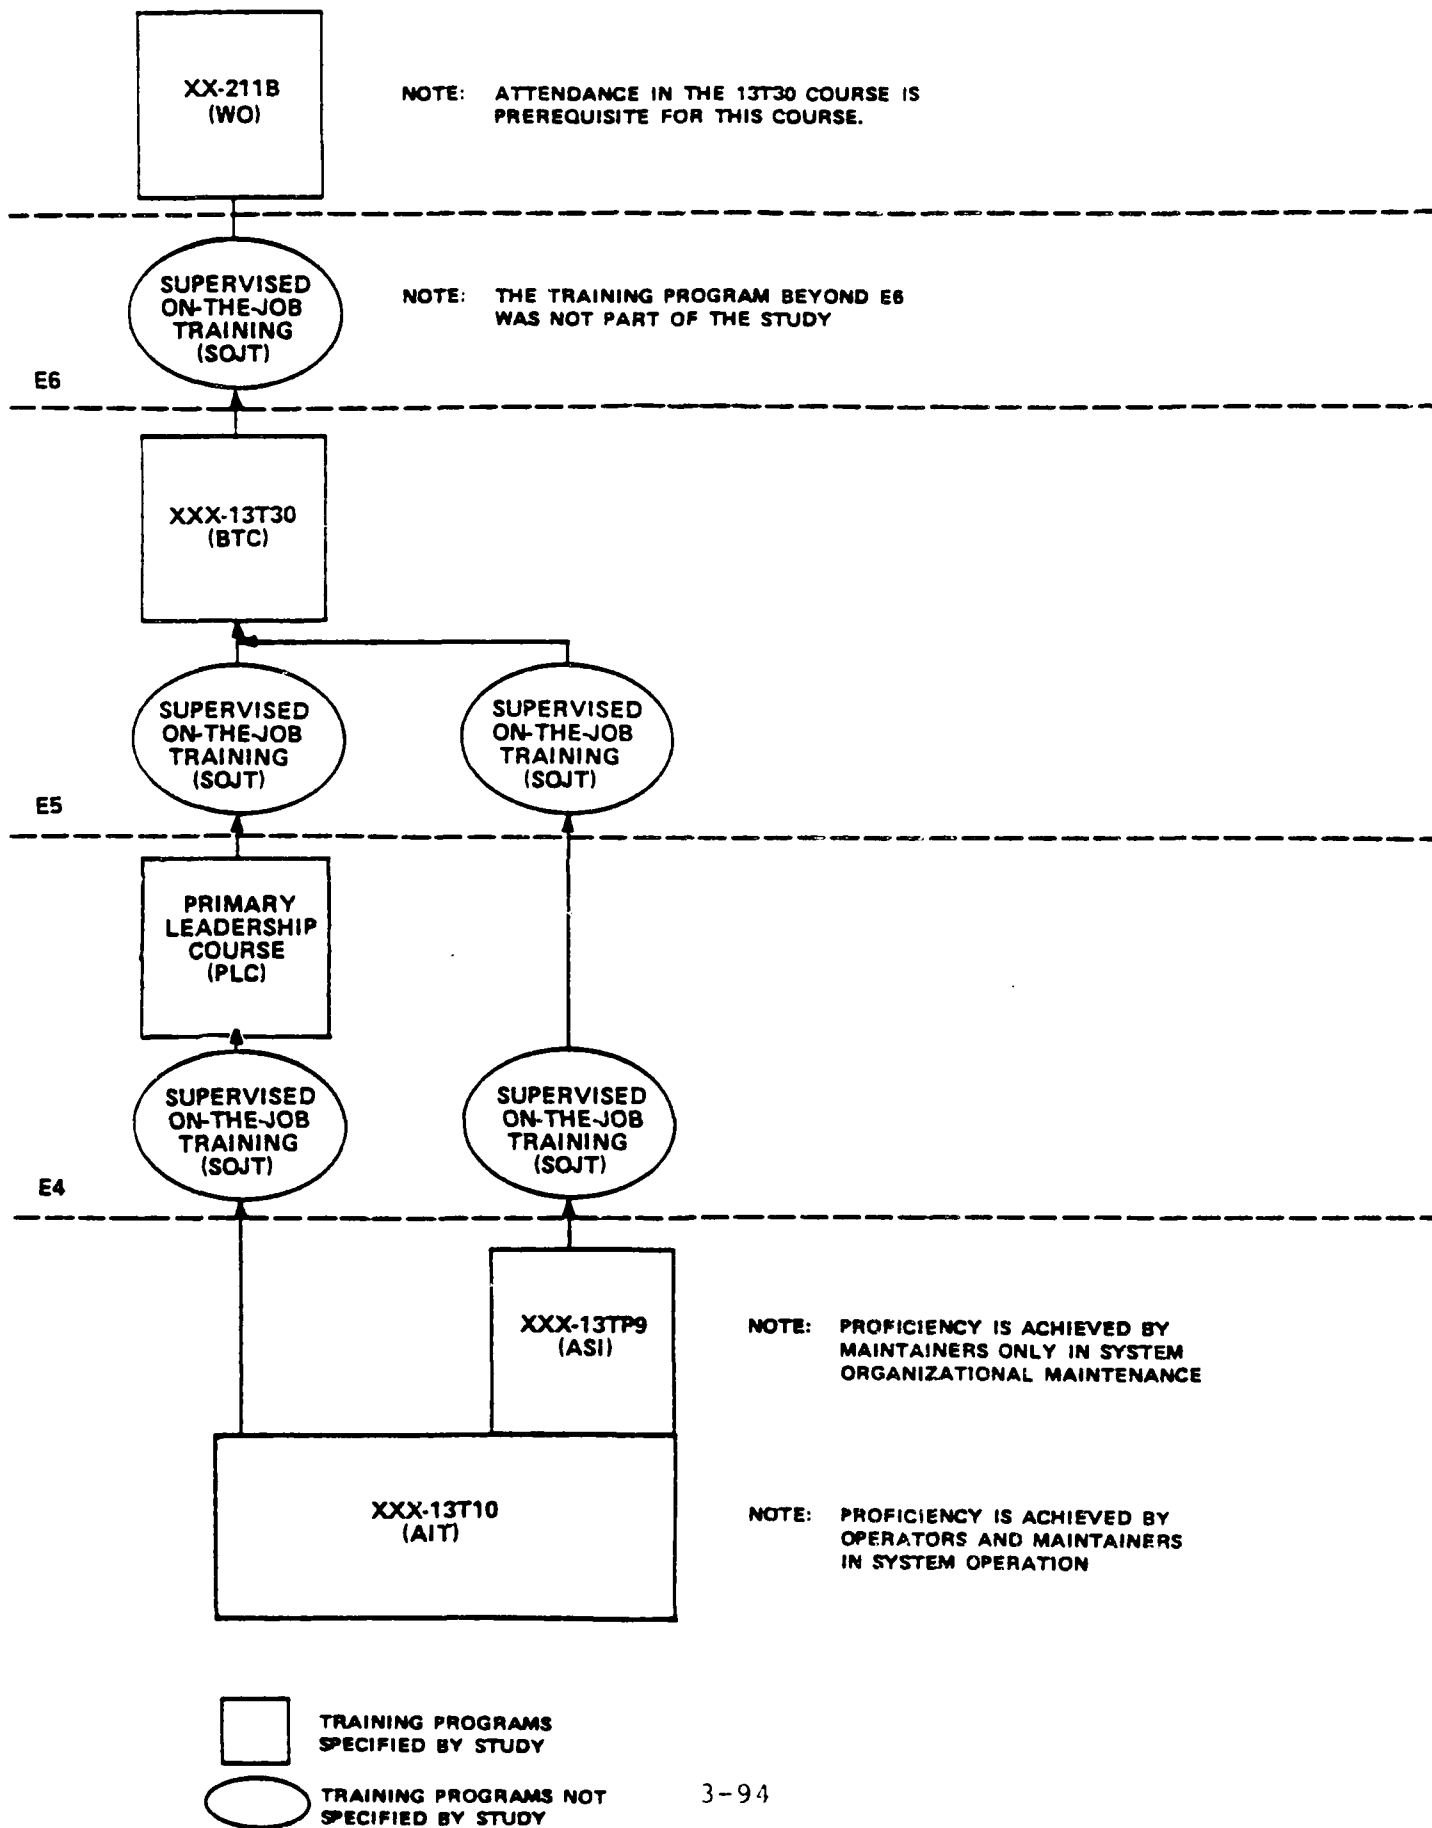 XX-211B
(WO)
NOTE: ATTENDANCE IN THE 13T30 COURSE IS
PREREQUISITE FOR THIS COURSE.
SUPERVISED
ON-THE-JOB
TRAINING
(SOJT)
NOTE: THE TRAINING PROGRAM BEYOND E6
WAS NOT PART OF THE STUDY
E6
XXX-13T30
(BTC)
SUPERVISED
ON-THE-JOB
TRAINING
(SOJT)
SUPERVISED
ON-THE-JOB
TRAINING
(SOJT)
E5
PRIMARY
LEADERSHIP
COURSE
(PLC)
SUPERVISED
ON-THE-JOB
TRAINING
(SOJT)
SUPERVISED
ON-THE-JOB
TRAINING
(SOJT)
E4
XXX-13TP9
(ASI)
NOTE: PROFICIENCY IS ACHIEVED BY
MAINTAINERS ONLY IN SYSTEM
ORGANIZATIONAL MAINTENANCE
XXX-13T10
(AIT)
NOTE: PROFICIENCY IS ACHIEVED BY
OPERATORS AND MAINTAINERS
IN SYSTEM OPERATION
TRAINING PROGRAMS
SPECIFIED BY STUDY
TRAINING PROGRAMS NOT
SPECIFIED BY STUDY
3-94